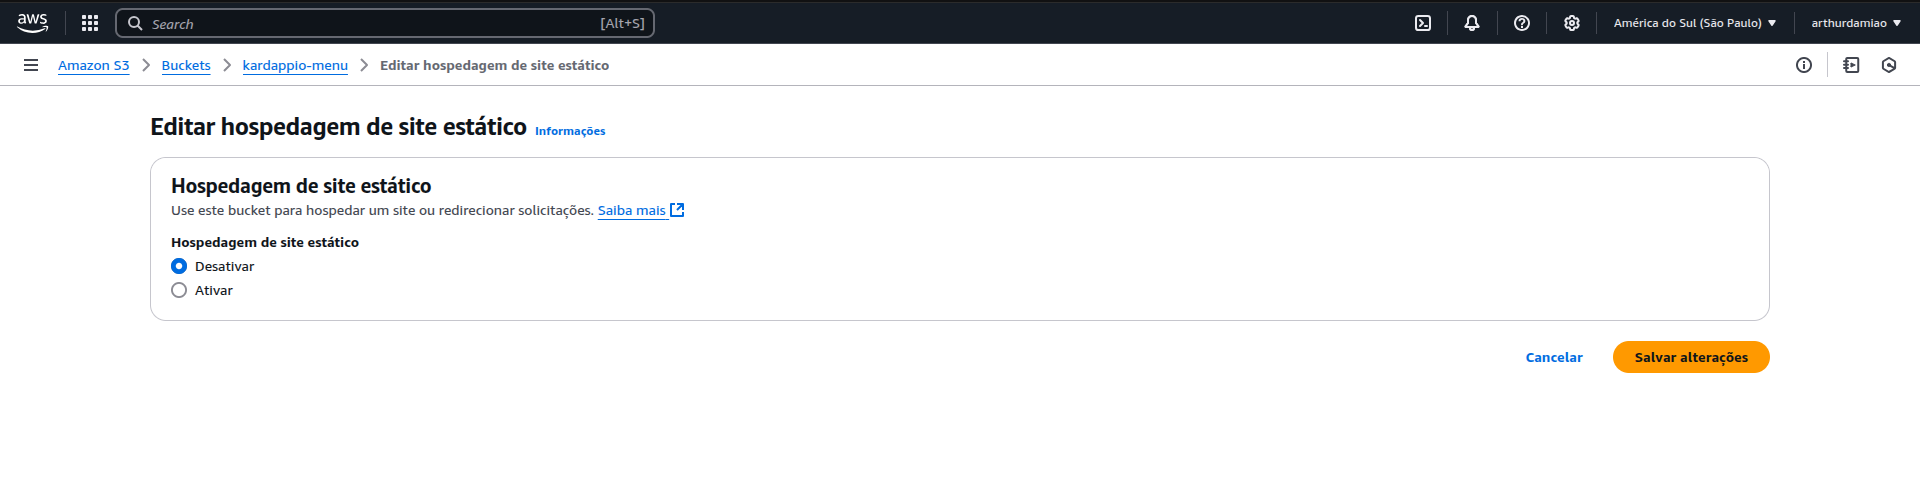 aws Search [Alt+S] América do Sul (São Paulo) arthurdamiao
Amazon S3 Buckets kardappio-menu Editar hospedagem de site estático
Editar hospedagem de site estático Informações
Hospedagem de site estático
Use este bucket para hospedar um site ou redirecionar solicitações. Saiba mais
Hospedagem de site estático
Desativar
Ativar
Cancelar Salvar alterações